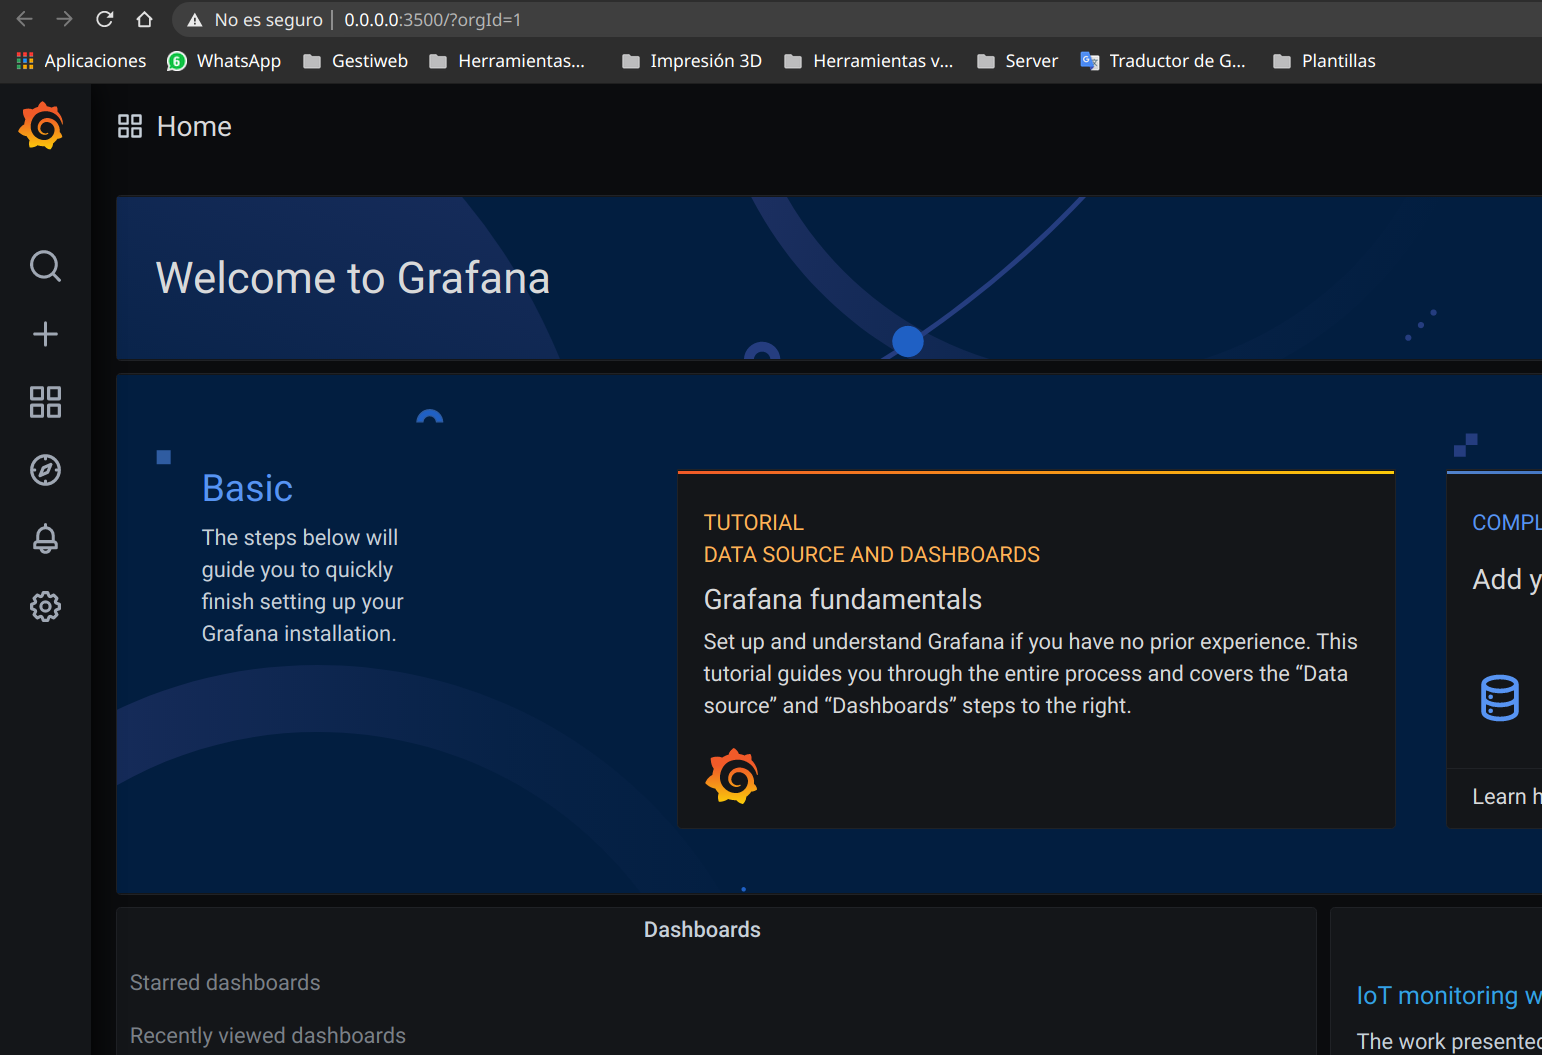 No es seguro | 0.0.0.0:3500/?orgId=1
Aplicaciones 6 WhatsApp Gestiweb Herramientas... Impresión 3D Herramientas v... Server Traductor de G... Plantillas
Home
Welcome to Grafana
Basic
The steps below will
guide you to quickly
finish setting up your
Grafana installation.
TUTORIAL
DATA SOURCE AND DASHBOARDS
Grafana fundamentals
Set up and understand Grafana if you have no prior experience. This
tutorial guides you through the entire process and covers the “Data
source” and “Dashboards” steps to the right.
COMPL
Add y
Learn h
Dashboards
Starred dashboards
Recently viewed dashboards
IoT monitoring w
The work presented